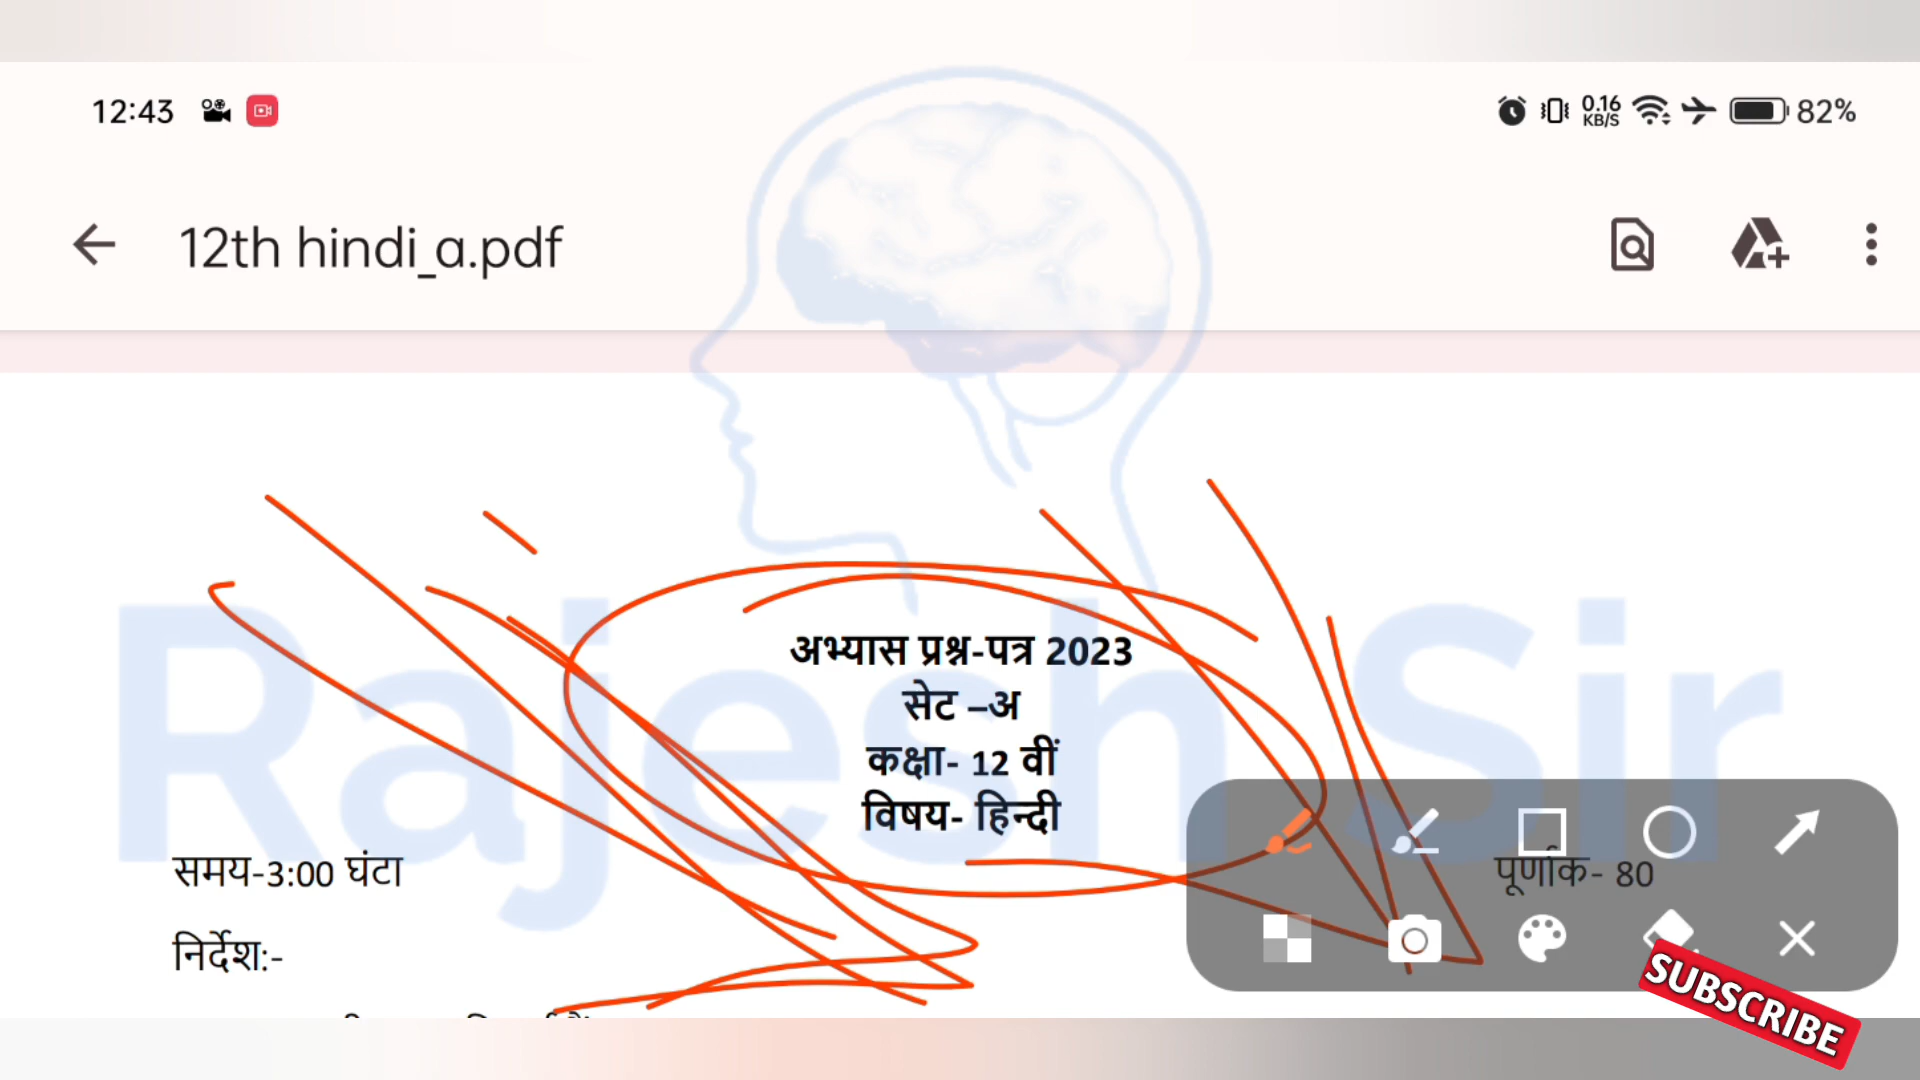 12:43
0.16 KB/S
82%
12th hindi_a.pdf
अभ्यास प्रश्न-पत्र 2023
सेट –अ
कक्षा- 12 वीं
विषय- हिन्दी
समय-3:00 घंटा
पूर्णांक- 80
निर्देश:-
Rajesh Sir
SUBSCRIBE